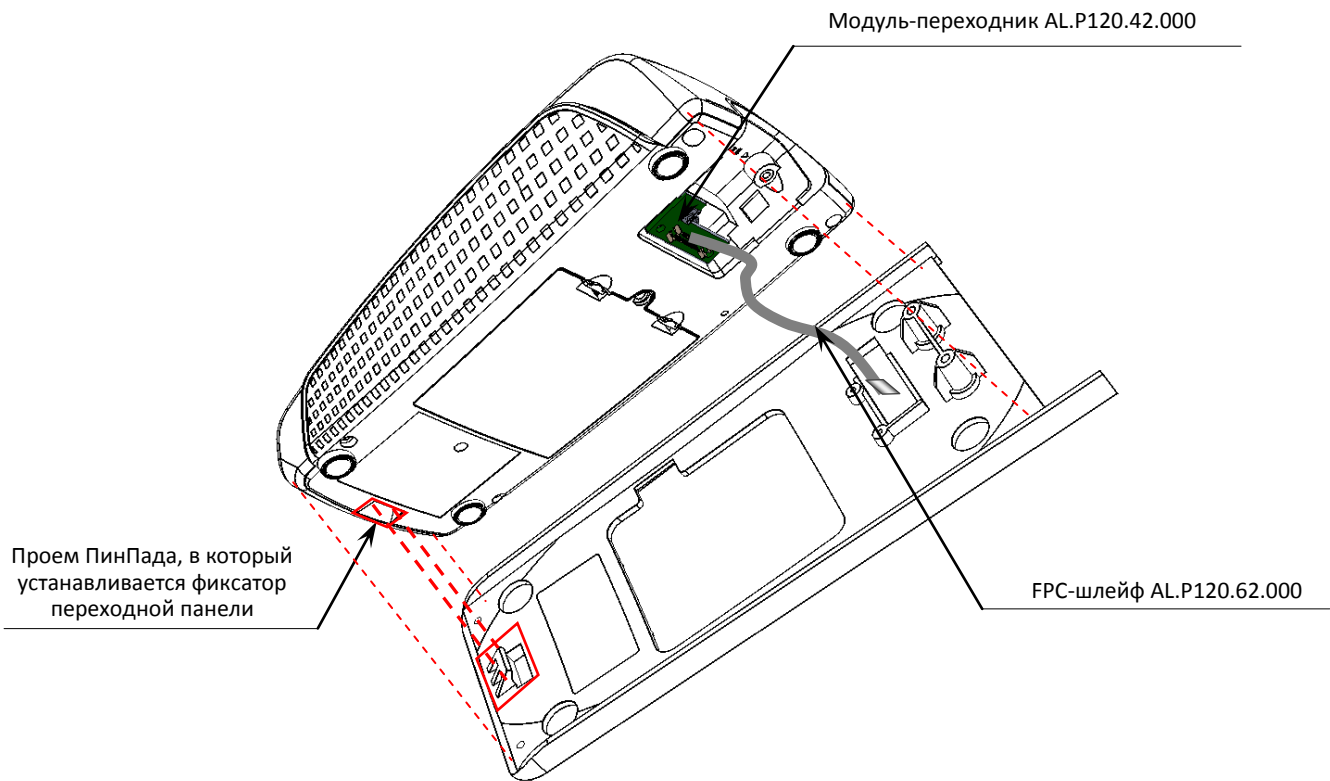 Модуль-переходник AL.P120.42.000
Проем ПинПада, в который
устанавливается фиксатор
переходной панели
FPC-шлейф AL.P120.62.000